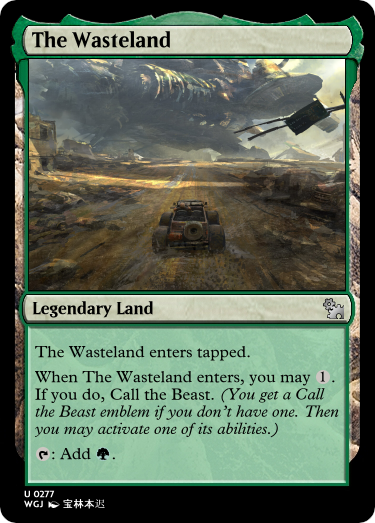 The Wasteland
Legendary Land
The Wasteland enters tapped.
When The Wasteland enters, you may 1.
If you do, Call the Beast. (You get a Call
the Beast emblem if you don't have one. Then
you may activate one of its abilities.)
: Add .
U 0277
WGJ 宝林本迟